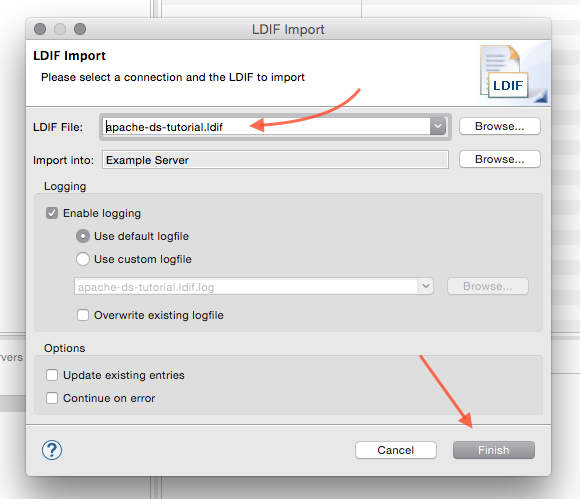 LDIF Import
LDIF Import
Please select a connection and the LDIF to import
LDIF
LDIF File: apache-ds-tutorial.ldif Browse...
Import into: Example Server Browse...
Logging
Enable logging
Use default logfile
Use custom logfile
apache-ds-tutorial.ldif.log Browse...
Overwrite existing logfile
Options
rvers
Update existing entries
Continue on error
? Cancel Finish